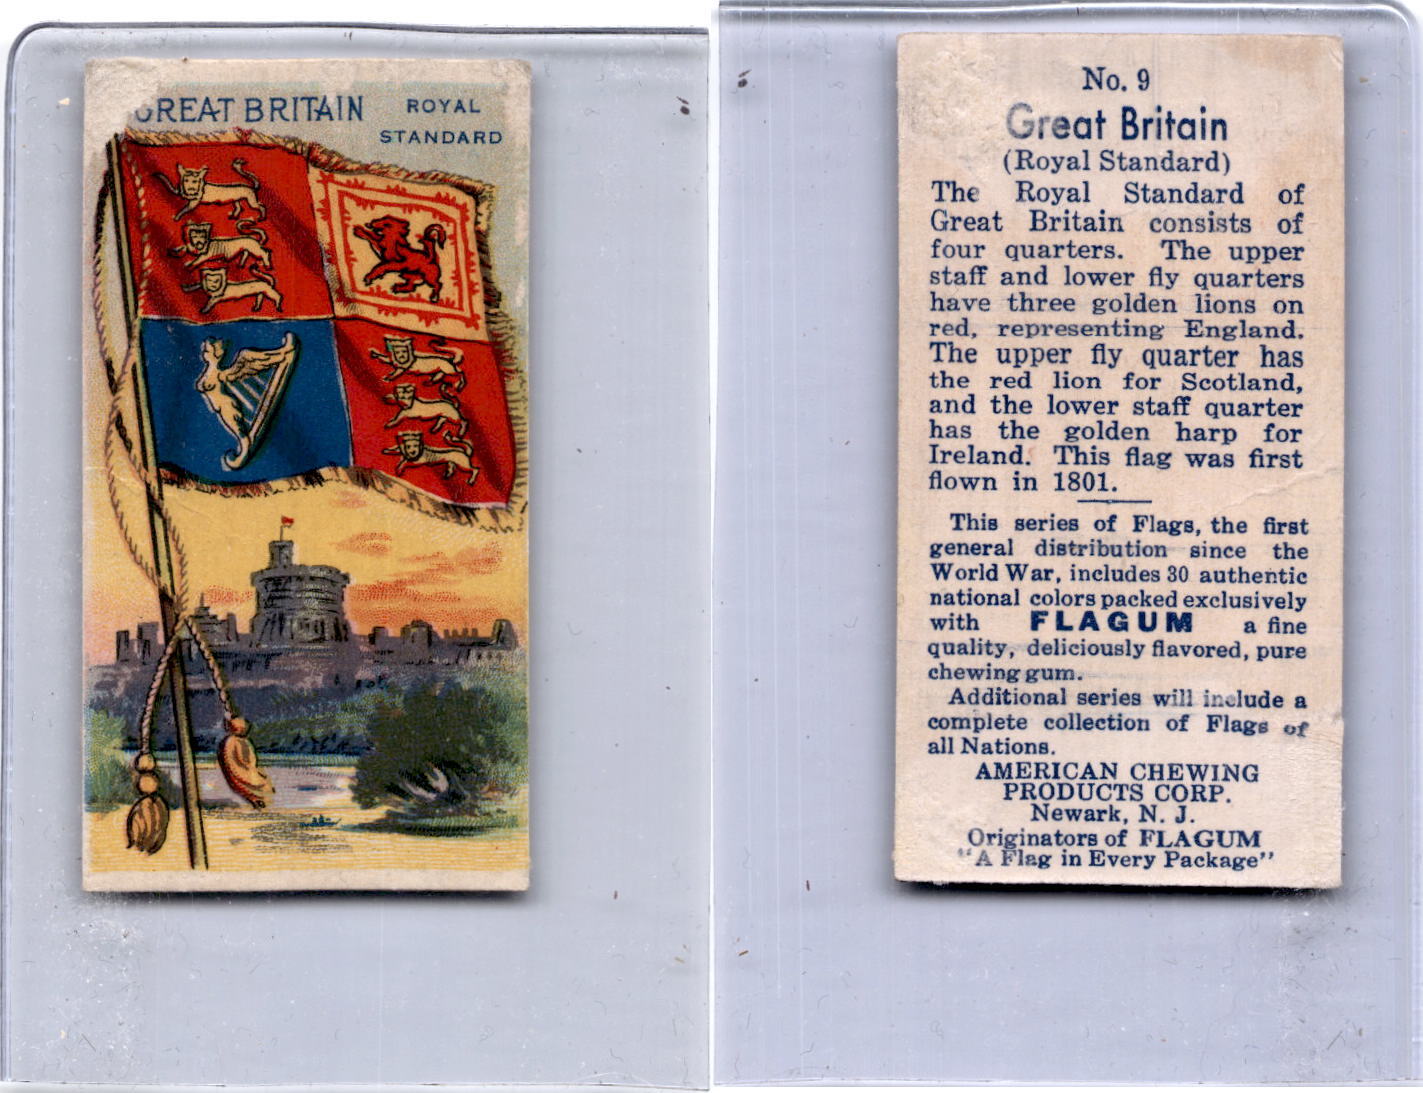 GREAT BRITAIN ROYAL
STANDARD
No. 9
Great Britain
(Royal Standard)
The Royal Standard of
Great Britain consists of
four quarters. The upper
staff and lower fly quarters
have three golden lions on
red, representing England.
The upper fly quarter has
the red lion for Scotland,
and the lower staff quarter
has the golden harp for
Ireland. This flag was first
flown in 1801.
This series of Flags, the first
general distribution since the
World War, includes 30 authentic
national colors packed exclusively
with FLAGUM a fine
quality, deliciously flavored, pure
chewing gum.
Additional series will include a
complete collection of Flags of
all Nations.
AMERICAN CHEWING
PRODUCTS CORP.
Newark, N. J.
Originators of FLAGUM
"A Flag in Every Package"